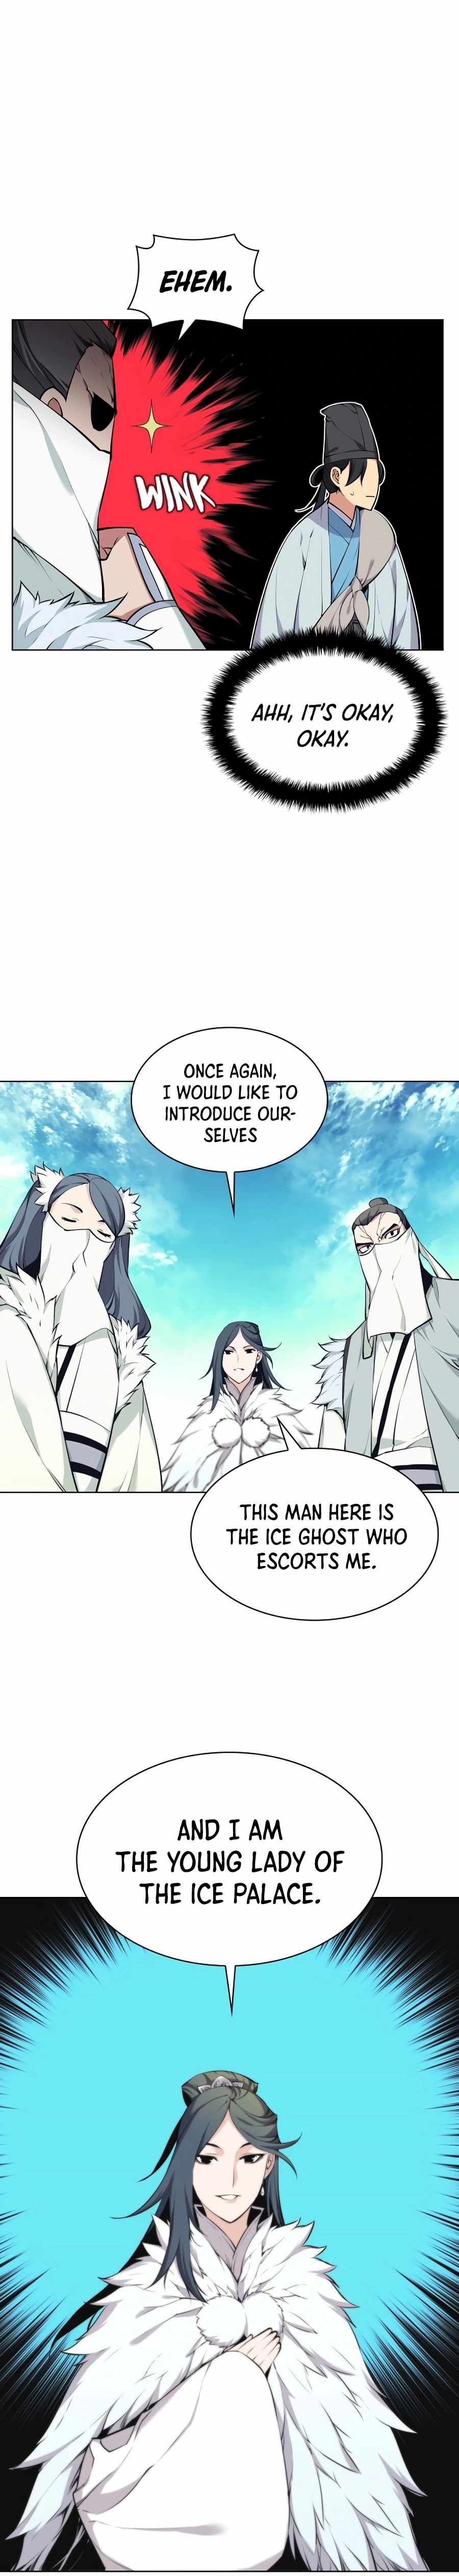 EHEM.
WINK
AHH, IT'S OKAY,
OKAY.
ONCE AGAIN,
I WOULD LIKE TO
INTRODUCE OUR-
SELVES
THIS MAN HERE IS
THE ICE GHOST WHO
ESCORTS ME.
AND I AM
THE YOUNG LADY OF
THE ICE PALACE.